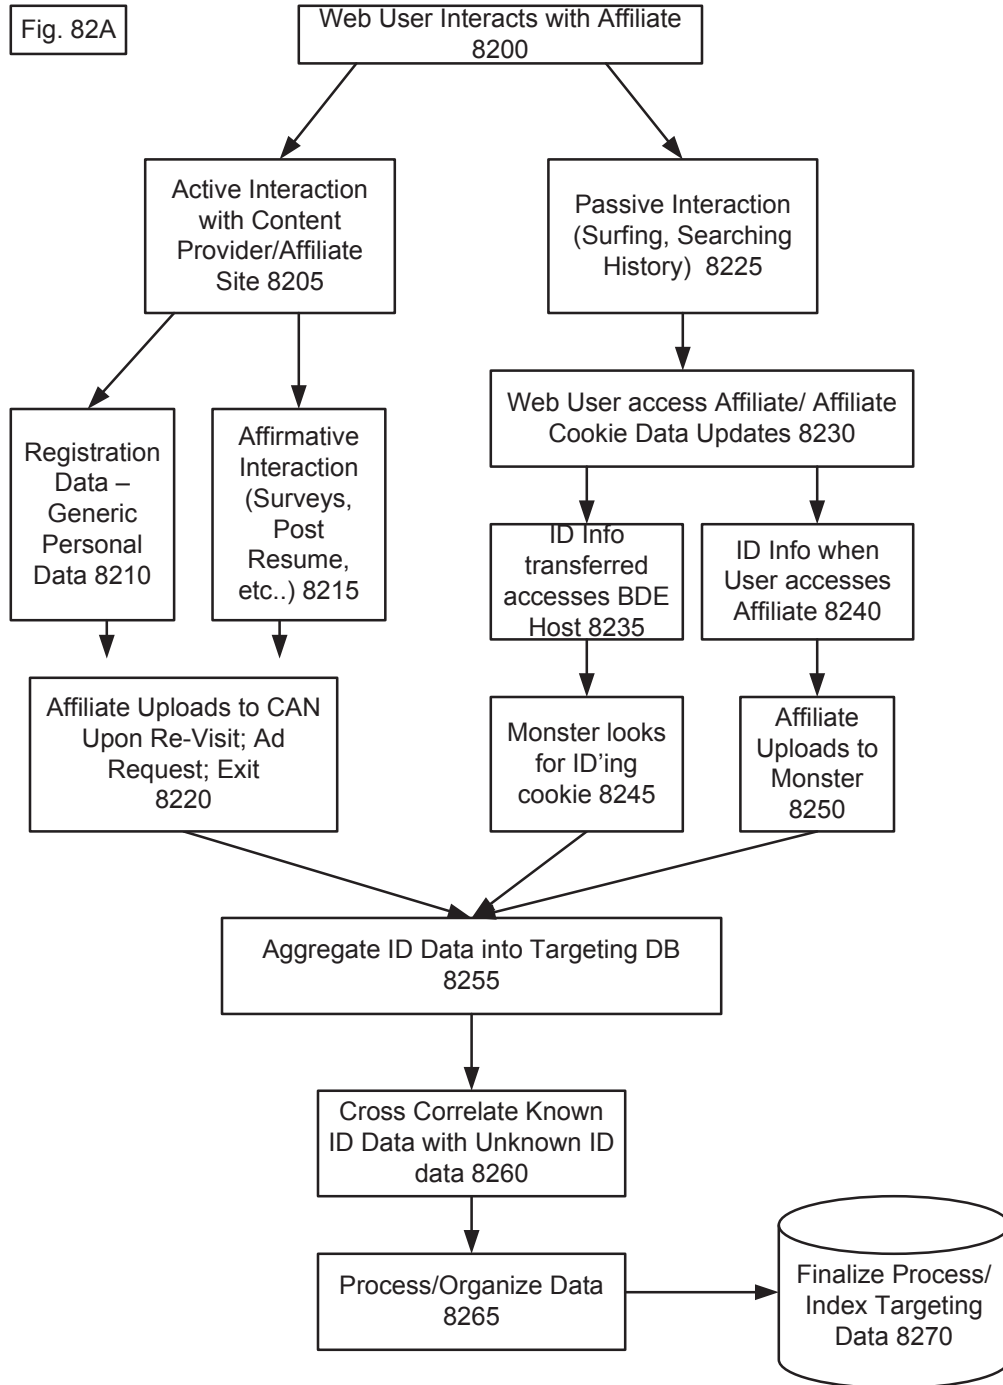 Fig. 82A
Web User Interacts with Affiliate
8200
Active Interaction
with Content
Provider/Affiliate
Site 8205
Passive Interaction
(Surfing, Searching
History) 8225
Web User access Affiliate/ Affiliate
Cookie Data Updates 8230
Registration
Data –
Generic
Personal
Data 8210
Affirmative
Interaction
(Surveys,
Post
Resume,
etc..) 8215
ID Info
transferred
accesses BDE
Host 8235
ID Info when
User accesses
Affiliate 8240
Affiliate Uploads to CAN
Upon Re-Visit; Ad
Request; Exit
8220
Monster looks
for ID’ing
cookie 8245
Affiliate
Uploads to
Monster
8250
Aggregate ID Data into Targeting DB
8255
Cross Correlate Known
ID Data with Unknown ID
data 8260
Process/Organize Data
8265
Finalize Process/
Index Targeting
Data 8270